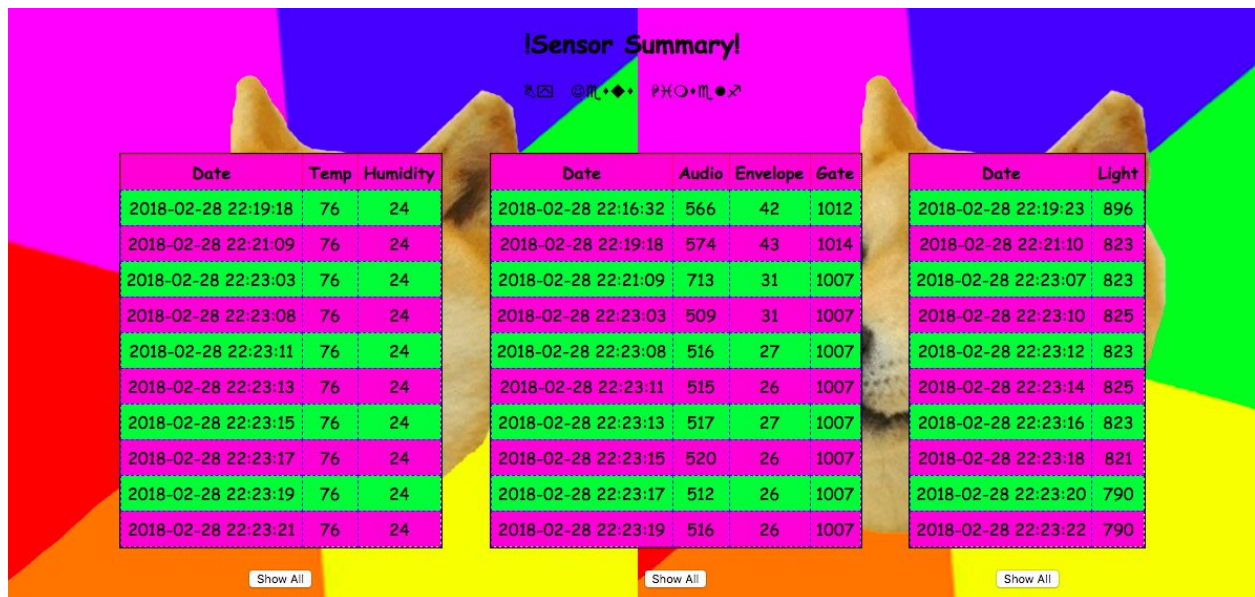 !Sensor Summary!
Date Temp Humidity
2018-02-28 22:19:18 76 24
2018-02-28 22:21:09 76 24
2018-02-28 22:23:03 76 24
2018-02-28 22:23:08 76 24
2018-02-28 22:23:11 76 24
2018-02-28 22:23:13 76 24
2018-02-28 22:23:15 76 24
2018-02-28 22:23:17 76 24
2018-02-28 22:23:19 76 24
2018-02-28 22:23:21 76 24
Show All
Date Audio Envelope Gate
2018-02-28 22:16:32 566 42 1012
2018-02-28 22:19:18 574 43 1014
2018-02-28 22:21:09 713 31 1007
2018-02-28 22:23:03 509 31 1007
2018-02-28 22:23:08 516 27 1007
2018-02-28 22:23:11 515 26 1007
2018-02-28 22:23:13 517 27 1007
2018-02-28 22:23:15 520 26 1007
2018-02-28 22:23:17 512 26 1007
2018-02-28 22:23:19 516 26 1007
Show All
Date Light
2018-02-28 22:19:23 896
2018-02-28 22:21:10 823
2018-02-28 22:23:07 823
2018-02-28 22:23:10 825
2018-02-28 22:23:12 823
2018-02-28 22:23:14 825
2018-02-28 22:23:16 823
2018-02-28 22:23:18 821
2018-02-28 22:23:20 790
2018-02-28 22:23:22 790
Show All